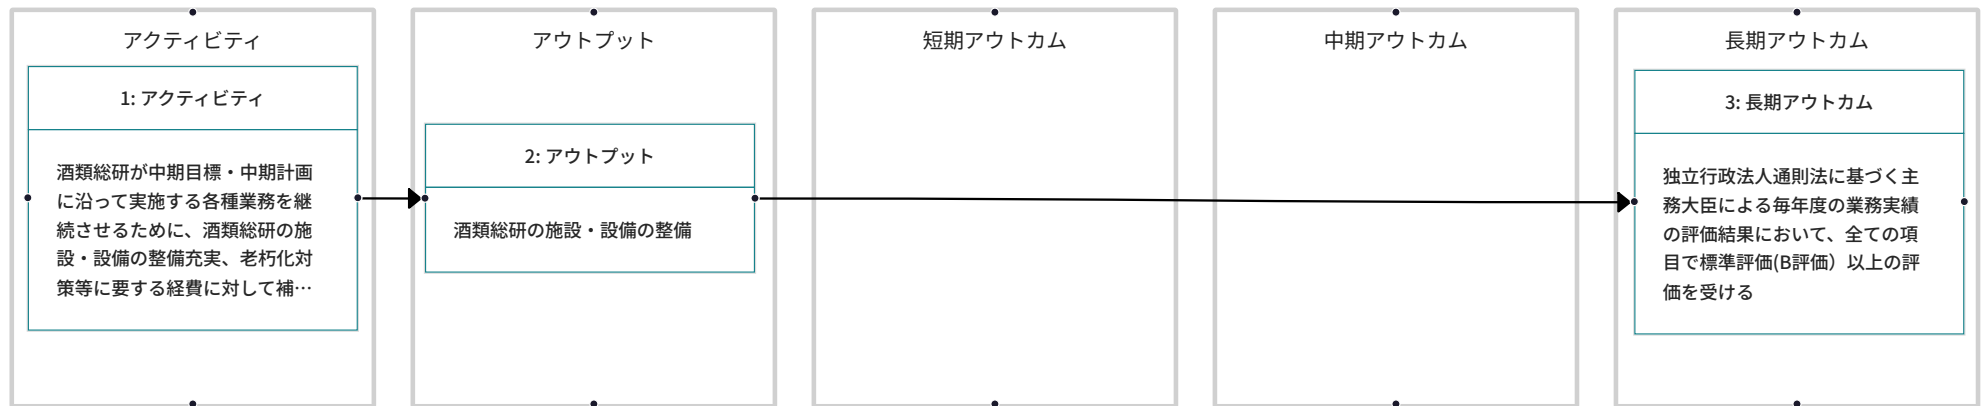 アクティビティ
1: アクティビティ
酒類総研が中期目標・中期計画
に沿って実施する各種業務を継
続させるために、酒類総研の施
設・設備の整備充実、老朽化対
策等に要する経費に対して補…
アウトプット
2: アウトプット
酒類総研の施設・設備の整備
短期アウトカム
中期アウトカム
長期アウトカム
3: 長期アウトカム
独立行政法人通則法に基づく主
務大臣による毎年度の業務実績
の評価結果において、全ての項
目で標準評価(B評価）以上の評
価を受ける